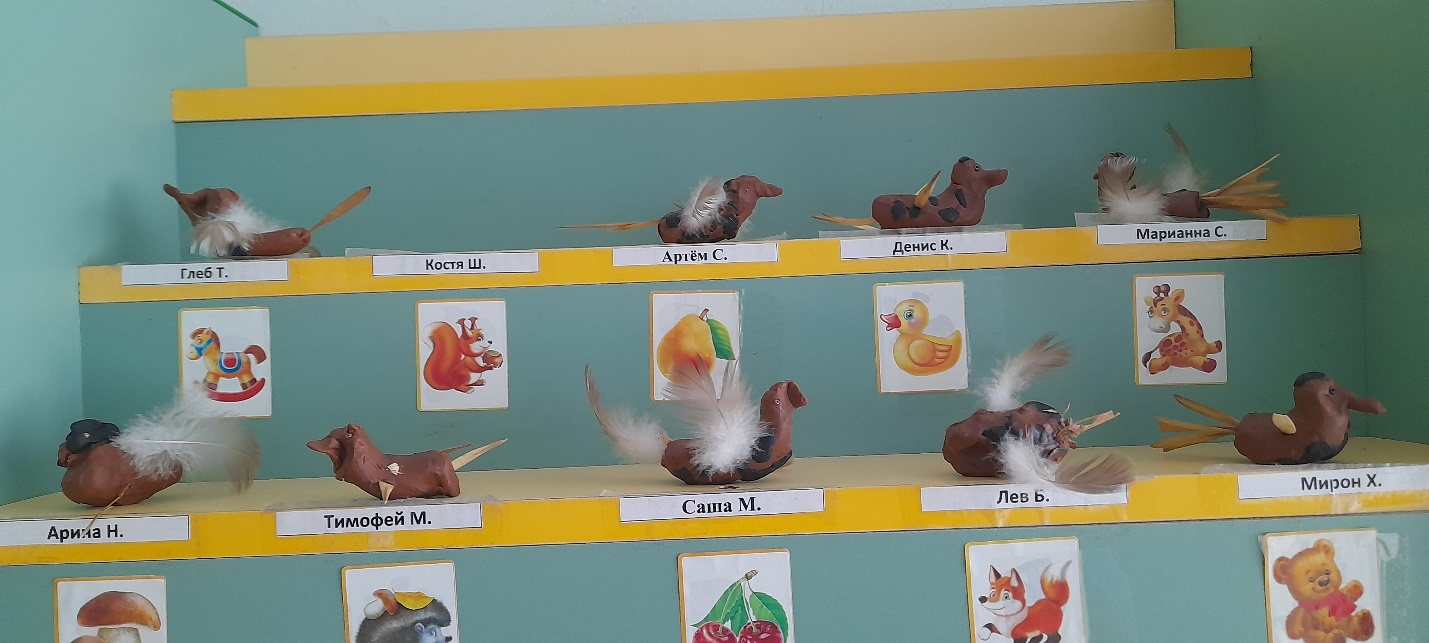 Глеб Т.
Костя Ш.
Артём С.
Денис К.
Марианна С.
Арина Н.
Тимофей М.
Саша М.
Лев Б.
Мирон Х.